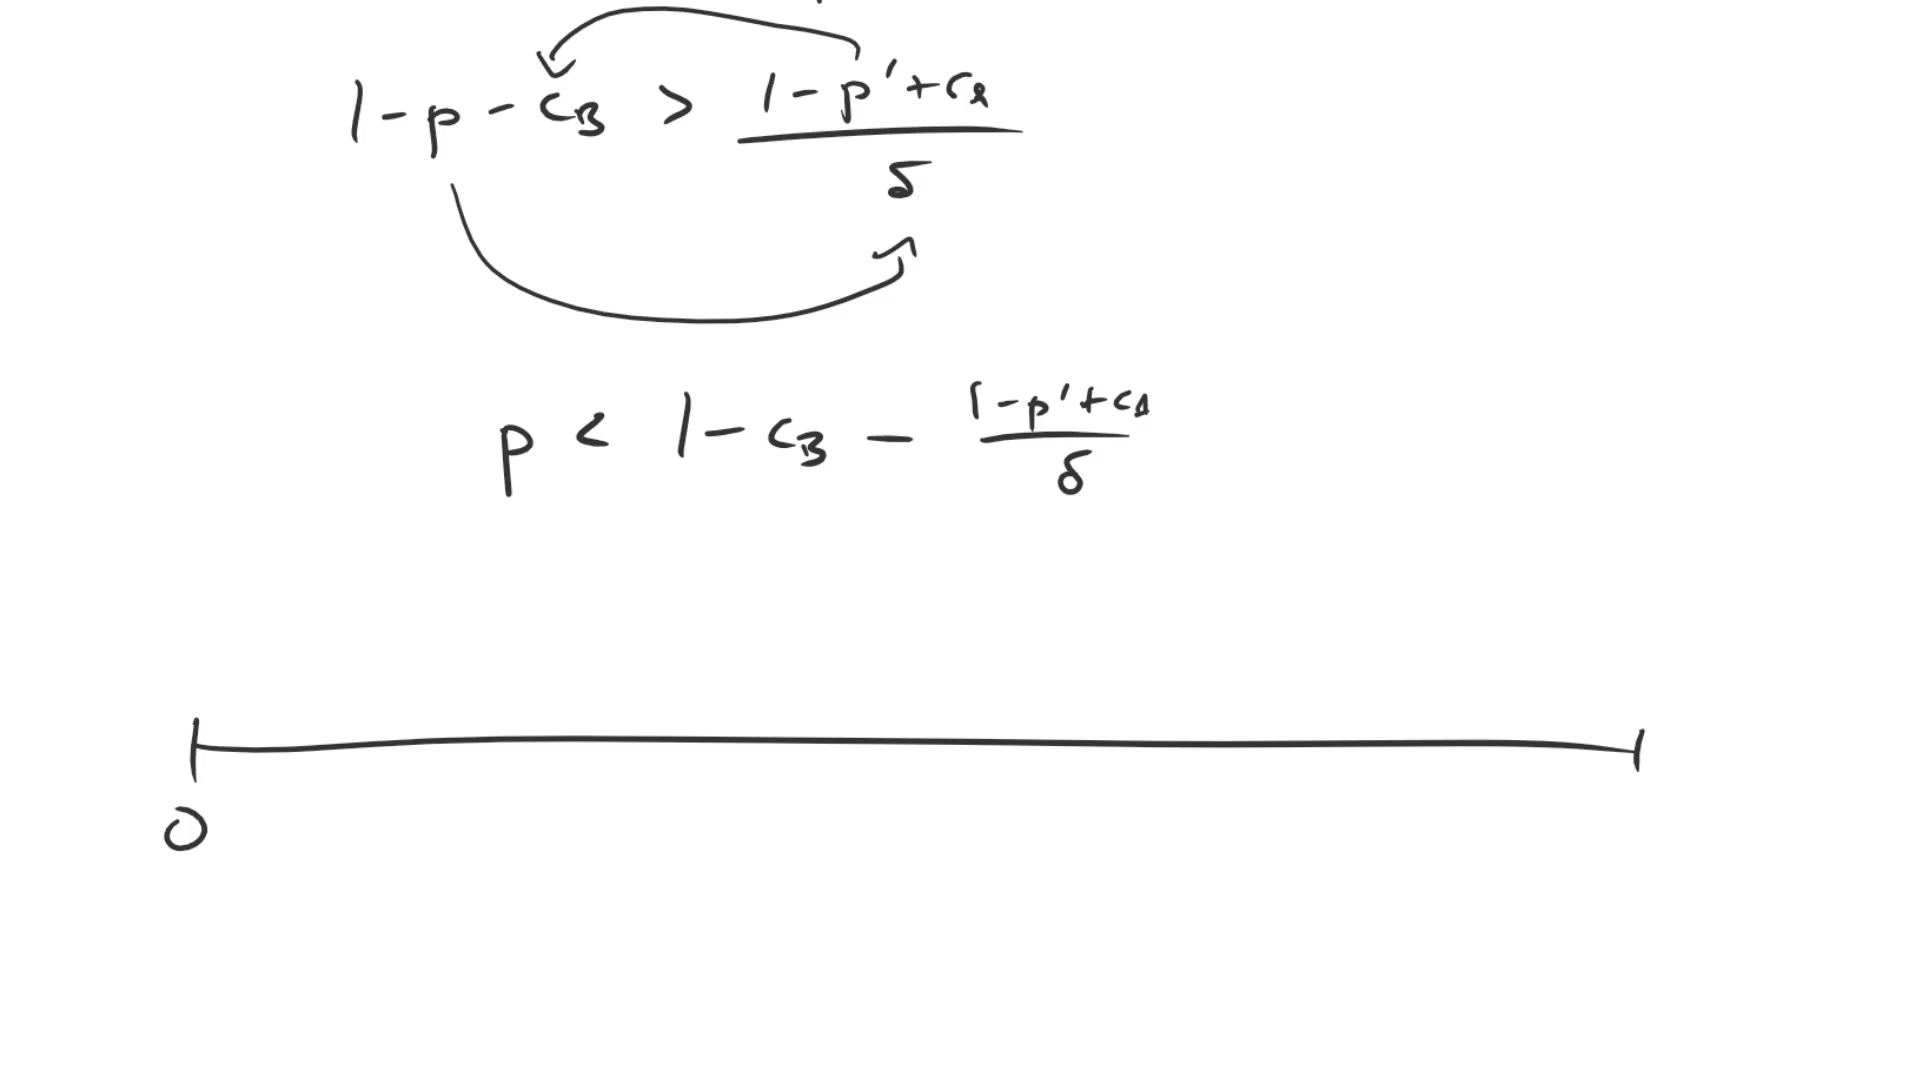 1 - p - c_B > (1 - p' + c_A) / δ
p < 1 - c_B - (1 - p' + c_A) / δ
0